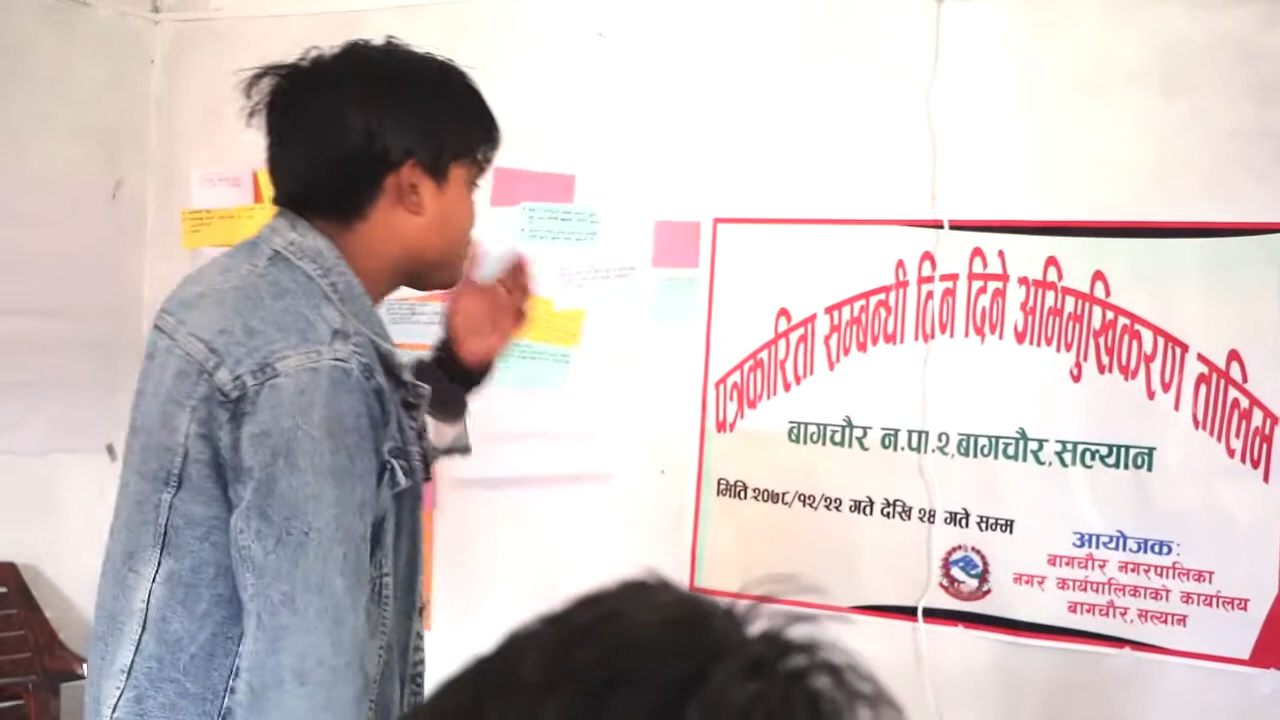 पत्रकारिता सम्बन्धी तिन दिने अभिमुखिकरण तालिम
बागचौर न.पा.२,बागचौर,सल्यान
मिति:२०७८/१२/२२ गते देखि २४ गते सम्म
आयोजक:
बागचौर नगरपालिका
नगर कार्यपालिकाको कार्यालय
बागचौर,सल्यान